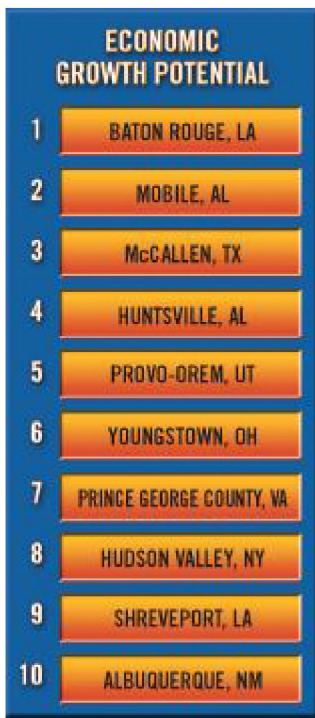 ECONOMIC
GROWTH POTENTIAL
1 BATON ROUGE, LA
2 MOBILE, AL
3 McCALLEN, TX
4 HUNTSVILLE, AL
5 PROVO-OREM, UT
6 YOUNGSTOWN, OH
7 PRINCE GEORGE COUNTY, VA
8 HUDSON VALLEY, NY
9 SHREVEPORT, LA
10 ALBUQUERQUE, NM